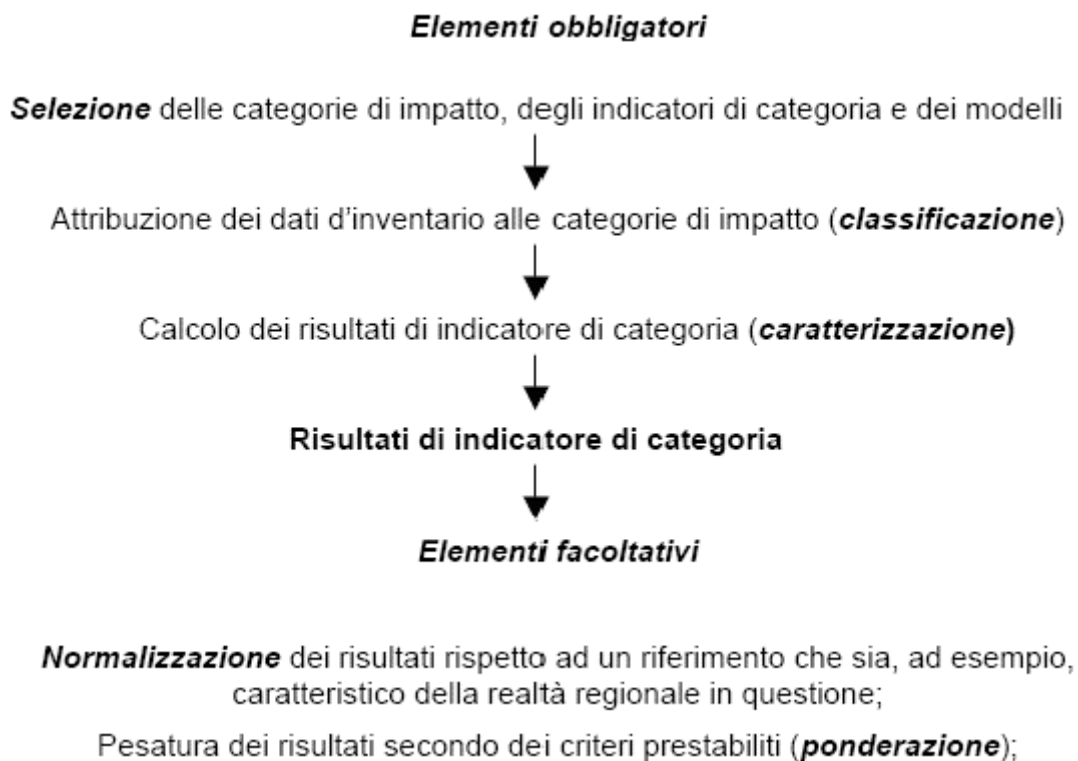 Elementi obbligatori
Selezione delle categorie di impatto, degli indicatori di categoria e dei modelli
Attribuzione dei dati d'inventario alle categorie di impatto (classificazione)
Calcolo dei risultati di indicatore di categoria (caratterizzazione)
Risultati di indicatore di categoria
Elementi facoltativi
Normalizzazione dei risultati rispetto ad un riferimento che sia, ad esempio,
caratteristico della realtà regionale in questione;
Pesatura dei risultati secondo dei criteri prestabiliti (ponderazione);